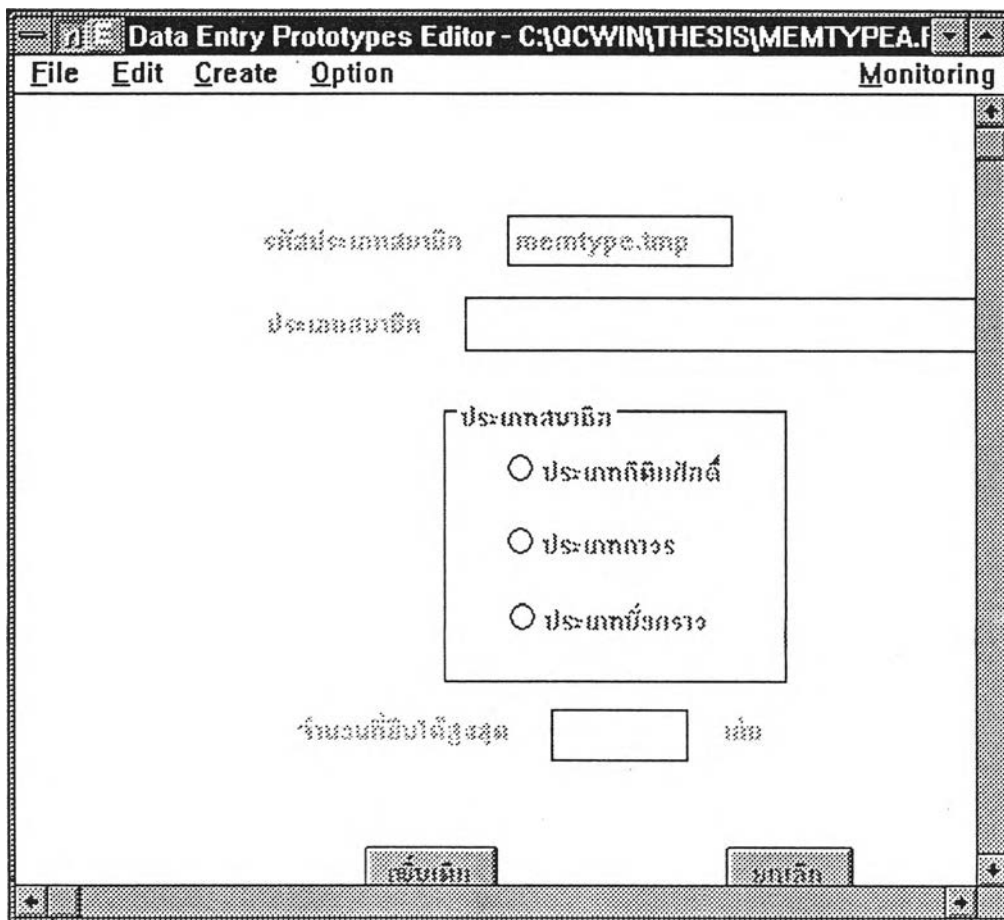 กE Data Entry Prototypes Editor - C:\QCWIN\THESIS\MEMTYPEA.F
File Edit Create Option Monitoring
รหัสประเภทสมาชิก memtype.tmp
ประเภทสมาชิก
ประเภทสมาชิก
ประเภทกิติมศักดิ์
ประเภทถาวร
ประเภทชั่วคราว
จำนวนที่ยืมได้สูงสุด เล่ม
เพิ่มเติม ยกเลิก